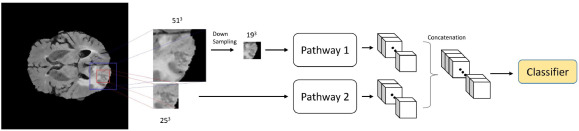 51³
Down
Sampling
19³
Pathway 1
Concatenation
Classifier
Pathway 2
25³